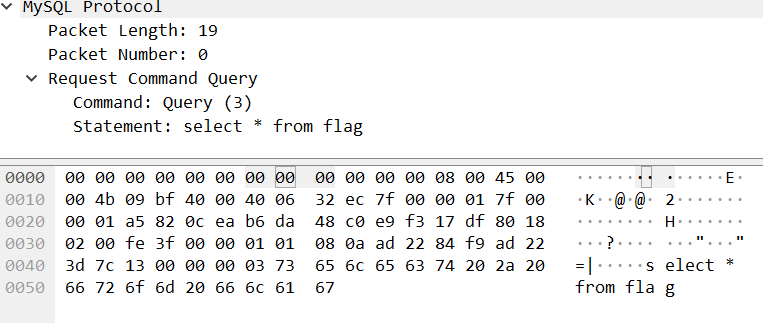 MySQL Protocol
Packet Length: 19
Packet Number: 0
Request Command Query
Command: Query (3)
Statement: select * from flag
0000 00 00 00 00 00 00 00 00 00 00 00 00 08 00 45 00 ········ ······E·
0010 00 4b 09 bf 40 00 40 06 32 ec 7f 00 00 01 7f 00 ·K··@·@· 2·······
0020 00 01 a5 82 0c ea b6 da 48 c0 e9 f3 17 df 80 18 ········ H·······
0030 02 00 fe 3f 00 00 01 01 08 0a ad 22 84 f9 ad 22 ···?···· ···"···"
0040 3d 7c 13 00 00 00 03 73 65 6c 65 63 74 20 2a 20 =|·····s elect *
0050 66 72 6f 6d 20 66 6c 61 67 from fla g